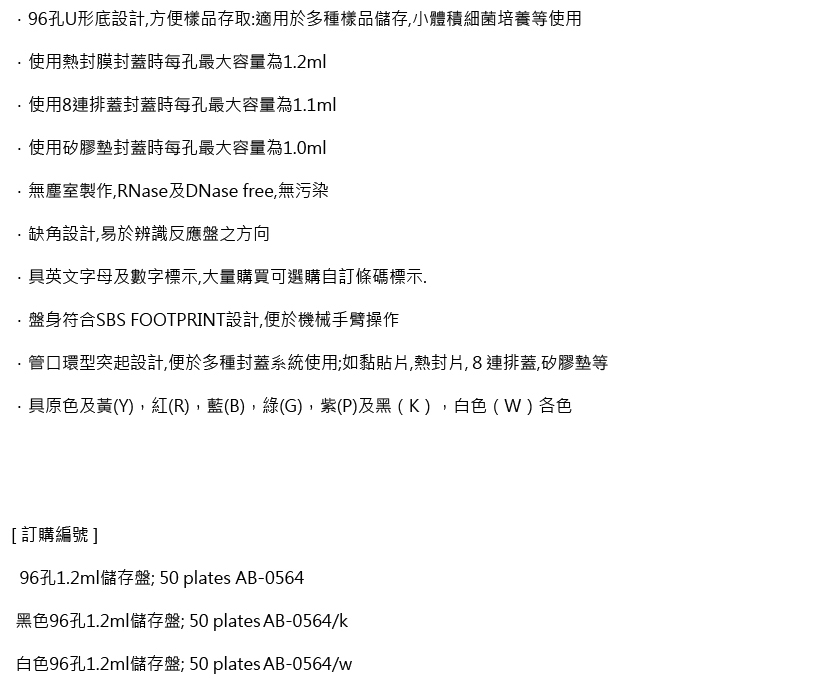 · 96孔U形底設計,方便樣品存取:適用於多種樣品儲存,小體積細菌培養等使用
· 使用熱封膜封蓋時每孔最大容量為1.2ml
· 使用8連排蓋封蓋時每孔最大容量為1.1ml
· 使用矽膠墊封蓋時每孔最大容量為1.0ml
· 無塵室製作,RNase及DNase free,無污染
· 缺角設計,易於辨識反應盤之方向
· 具英文字母及數字標示,大量購買可選購自訂條碼標示.
· 盤身符合SBS FOOTPRINT設計,便於機械手臂操作
· 管口環型突起設計,便於多種封蓋系統使用;如黏貼片,熱封片,８連排蓋,矽膠墊等
· 具原色及黃(Y)，紅(R)，藍(B)，綠(G)，紫(P)及黑（K），白色（W）各色
[ 訂購編號 ]
96孔1.2ml儲存盤; 50 plates AB-0564
黑色96孔1.2ml儲存盤; 50 plates AB-0564/k
白色96孔1.2ml儲存盤; 50 plates AB-0564/w